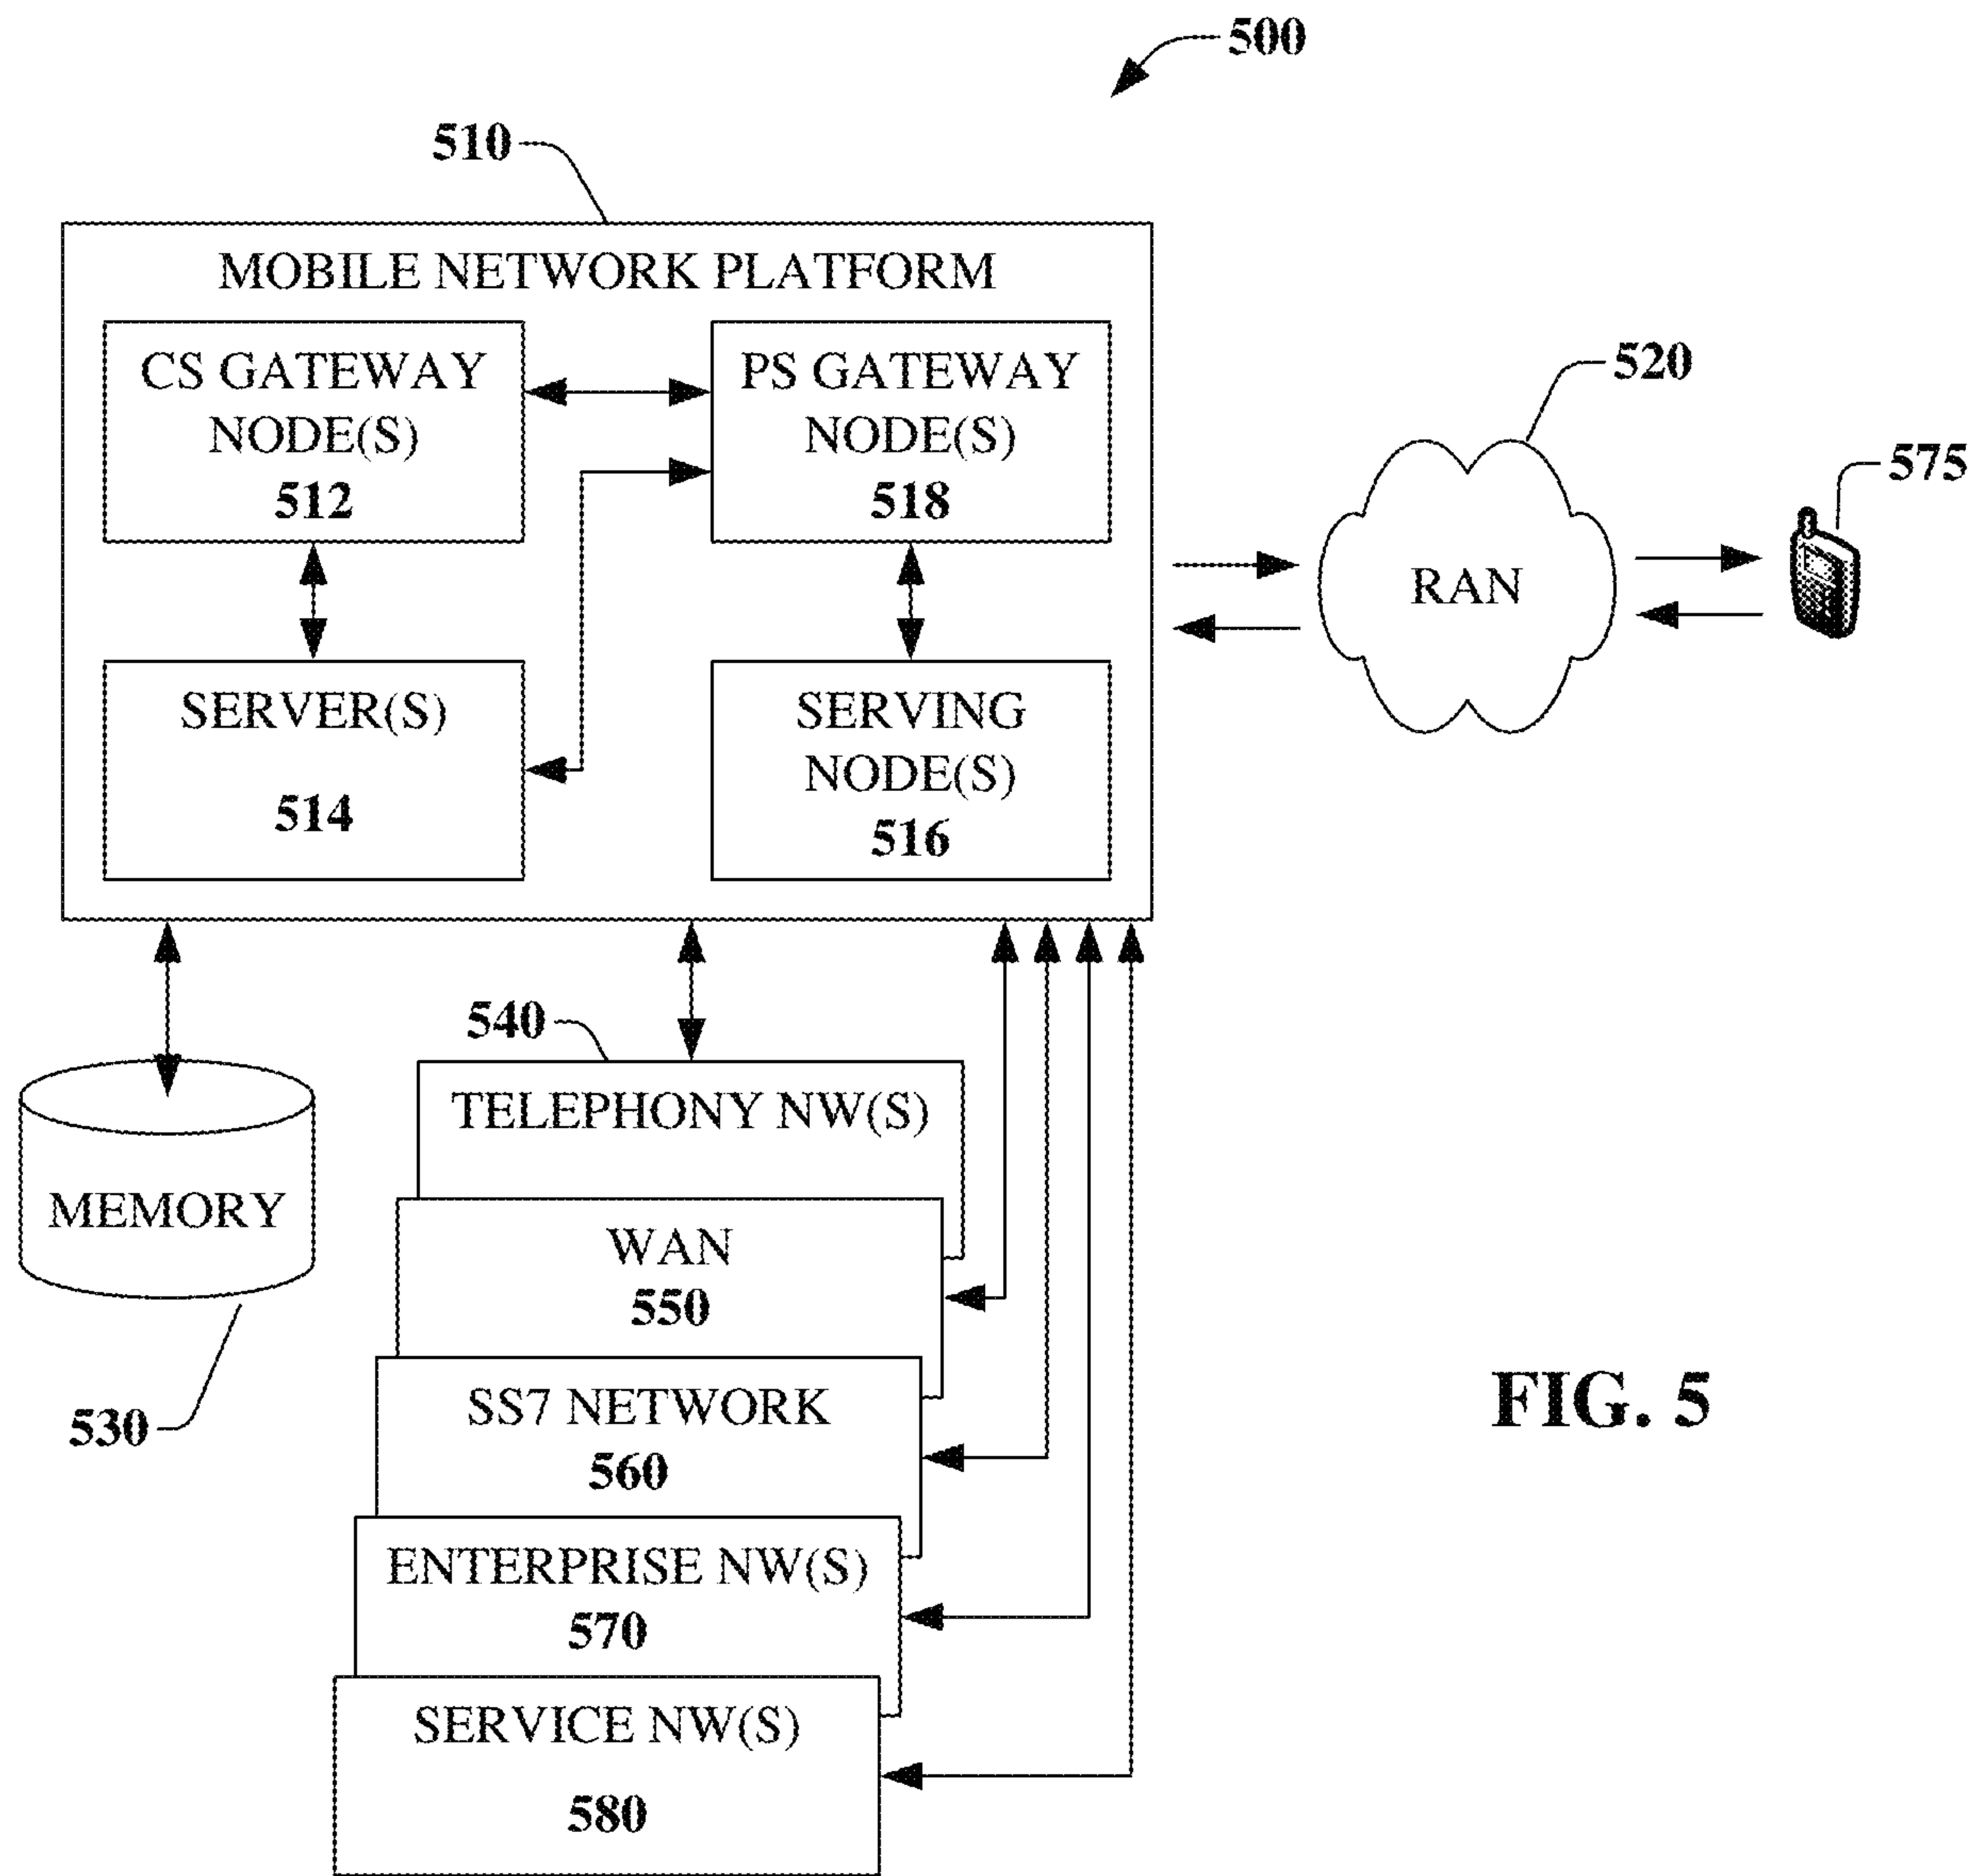 500
510
MOBILE NETWORK PLATFORM
CS GATEWAY
NODE(S)
512
PS GATEWAY
NODE(S)
518
SERVER(S)
514
SERVING
NODE(S)
516
520
RAN
575
540
TELEPHONY NW(S)
MEMORY
530
WAN
550
SS7 NETWORK
560
ENTERPRISE NW(S)
570
SERVICE NW(S)
580
FIG. 5